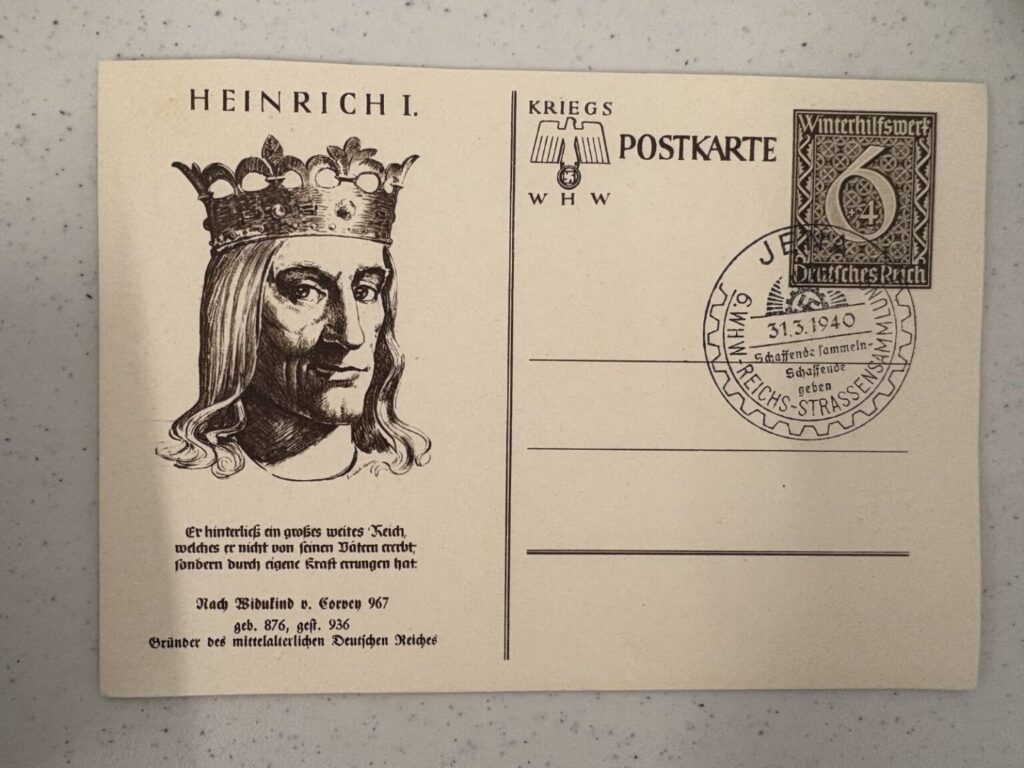 HEINRICH I.
Er hinterließ ein großes weites Reich,
welches er nicht von seinen Vätern ererbt,
sondern durch eigene Kraft errungen hat.
Nach Widukind v. Corvey 967
geb. 876, gest. 936
Gründer des mittelalterlichen Deutschen Reiches
KRIEGS
POSTKARTE
W H W
Winterhilfswerk
6
4
Deutsches Reich
JENA
31.3.1940
Schaffende sammeln-
Schaffende
geben
6.WHW-REICHS-STRASSENSAMMLUNG